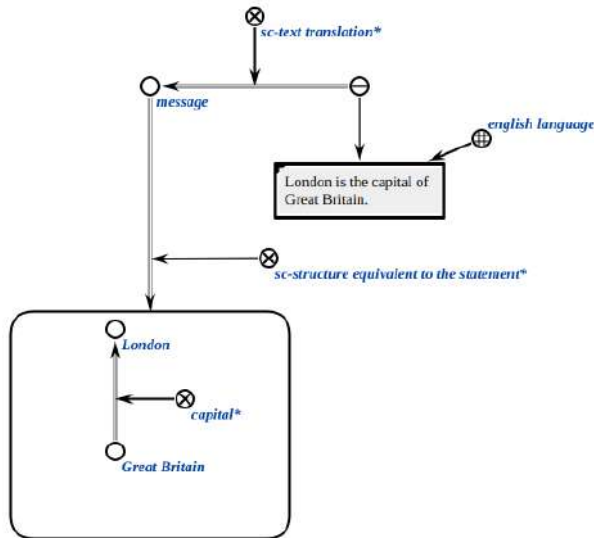 sc-text translation*
message
english language
London is the capital of
Great Britain.
sc-structure equivalent to the statement*
London
capital*
Great Britain